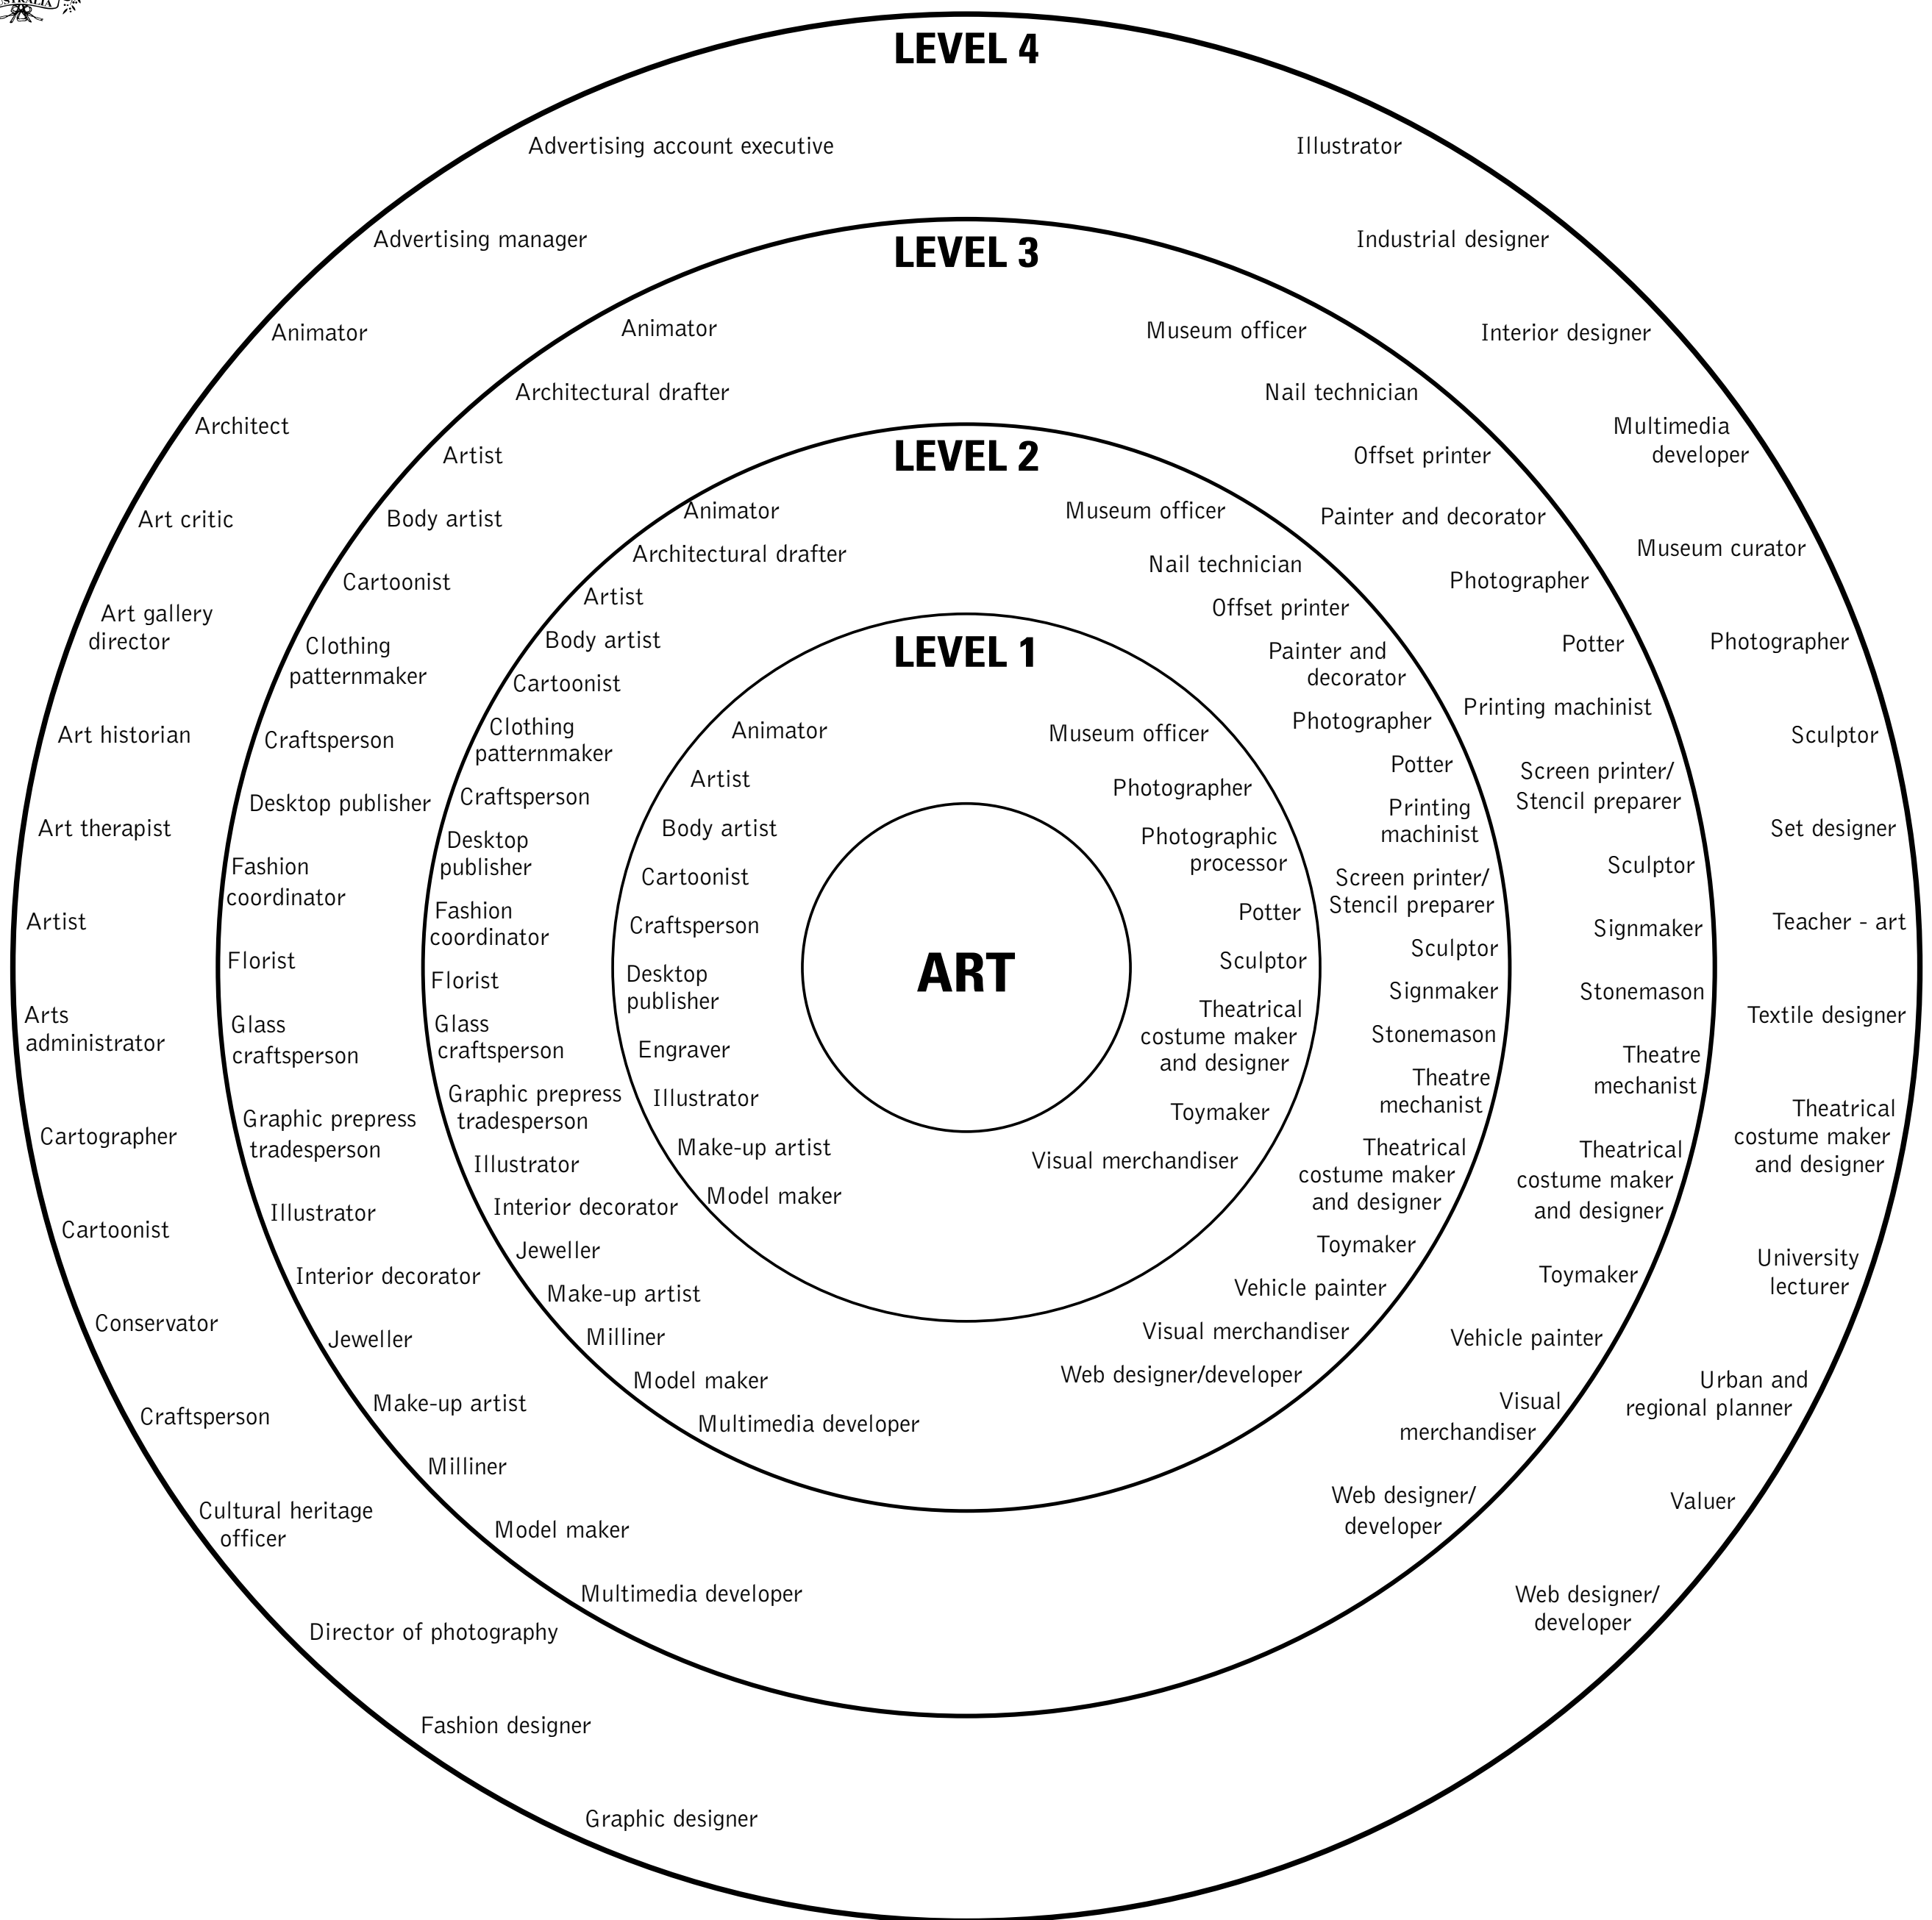 USTRALIA
LEVEL 4
Advertising account executive
Advertising manager
Animator
Architect
Art critic
Art gallery
director
Art historian
Art therapist
Artist
Arts
administrator
Cartographer
Cartoonist
Conservator
Craftsperson
Cultural heritage
officer
Director of photography
Fashion designer
Graphic designer
Illustrator
Industrial designer
Interior designer
Multimedia
developer
Museum curator
Photographer
Sculptor
Set designer
Teacher - art
Textile designer
Theatrical
costume maker
and designer
University
lecturer
Urban and
regional planner
Valuer
Web designer/
developer
LEVEL 3
Animator
Architectural drafter
Artist
Body artist
Cartoonist
Clothing
patternmaker
Craftsperson
Desktop publisher
Fashion
coordinator
Florist
Glass
craftsperson
Graphic prepress
tradesperson
Illustrator
Interior decorator
Jeweller
Make-up artist
Milliner
Model maker
Multimedia developer
Museum officer
Nail technician
Offset printer
Painter and decorator
Photographer
Potter
Printing machinist
Screen printer/
Stencil preparer
Sculptor
Signmaker
Stonemason
Theatre
mechanist
Theatrical
costume maker
and designer
Toymaker
Vehicle painter
Visual
merchandiser
Web designer/
developer
LEVEL 2
Animator
Architectural drafter
Artist
Body artist
Cartoonist
Clothing
patternmaker
Craftsperson
Desktop
publisher
Fashion
coordinator
Florist
Glass
craftsperson
Graphic prepress
tradesperson
Illustrator
Interior decorator
Jeweller
Make-up artist
Milliner
Model maker
Multimedia developer
Museum officer
Nail technician
Offset printer
Painter and
decorator
Photographer
Potter
Printing
machinist
Screen printer/
Stencil preparer
Sculptor
Signmaker
Stonemason
Theatre
mechanist
Theatrical
costume maker
and designer
Toymaker
Vehicle painter
Visual merchandiser
Web designer/developer
LEVEL 1
Animator
Artist
Body artist
Cartoonist
Craftsperson
Desktop
publisher
Engraver
Illustrator
Make-up artist
Model maker
Museum officer
Photographer
Photographic
processor
Potter
Sculptor
Theatrical
costume maker
and designer
Toymaker
Visual merchandiser
ART